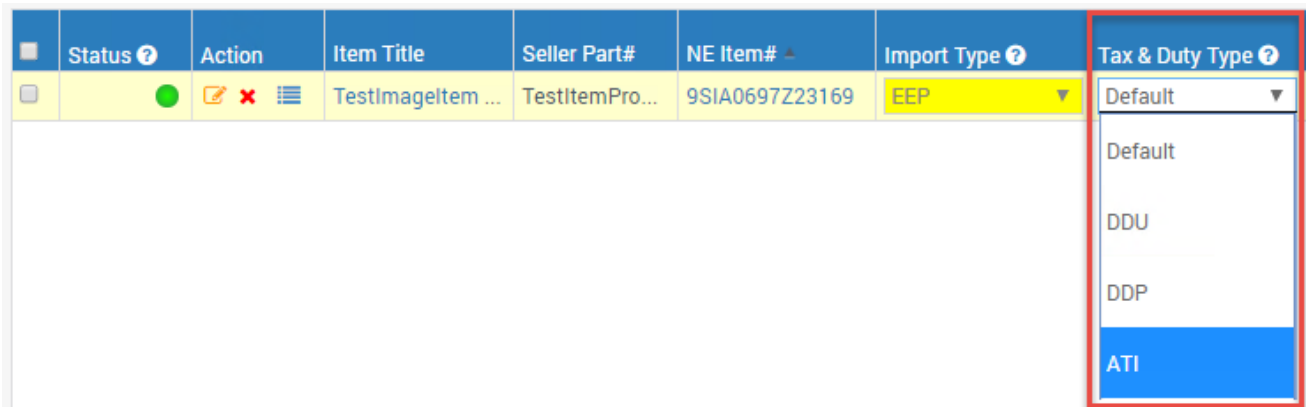 Status Action Item Title Seller Part# NE Item# Import Type Tax & Duty Type
TestImageItem ... TestItemPro... 9SIA0697Z23169 EEP Default
Default
DDU
DDP
ATI